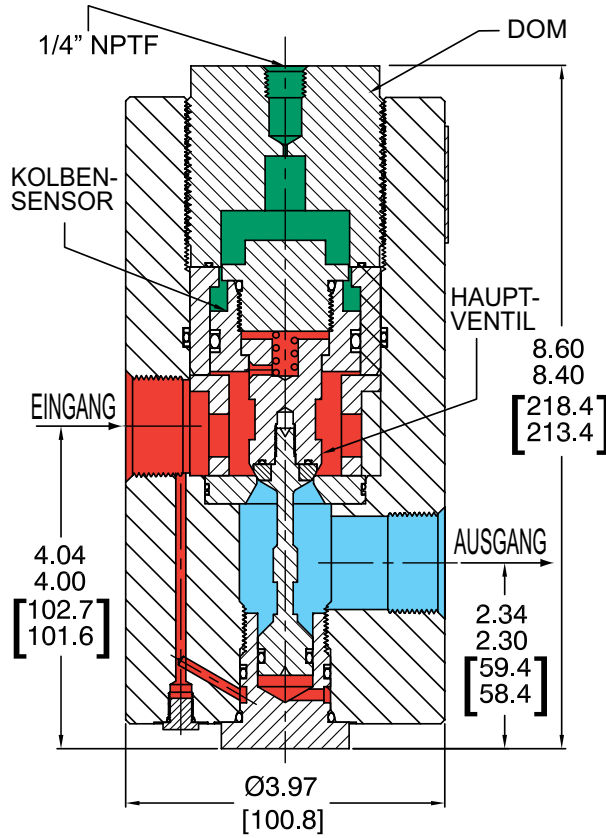 1/4” NPTF
DOM
KOLBEN-
SENSOR
HAUPT-
VENTIL
8.60
8.40
[218.4
213.4]
EINGANG
AUSGANG
4.04
4.00
[102.7
101.6]
2.34
2.30
[59.4
58.4]
Ø3.97
[100.8]